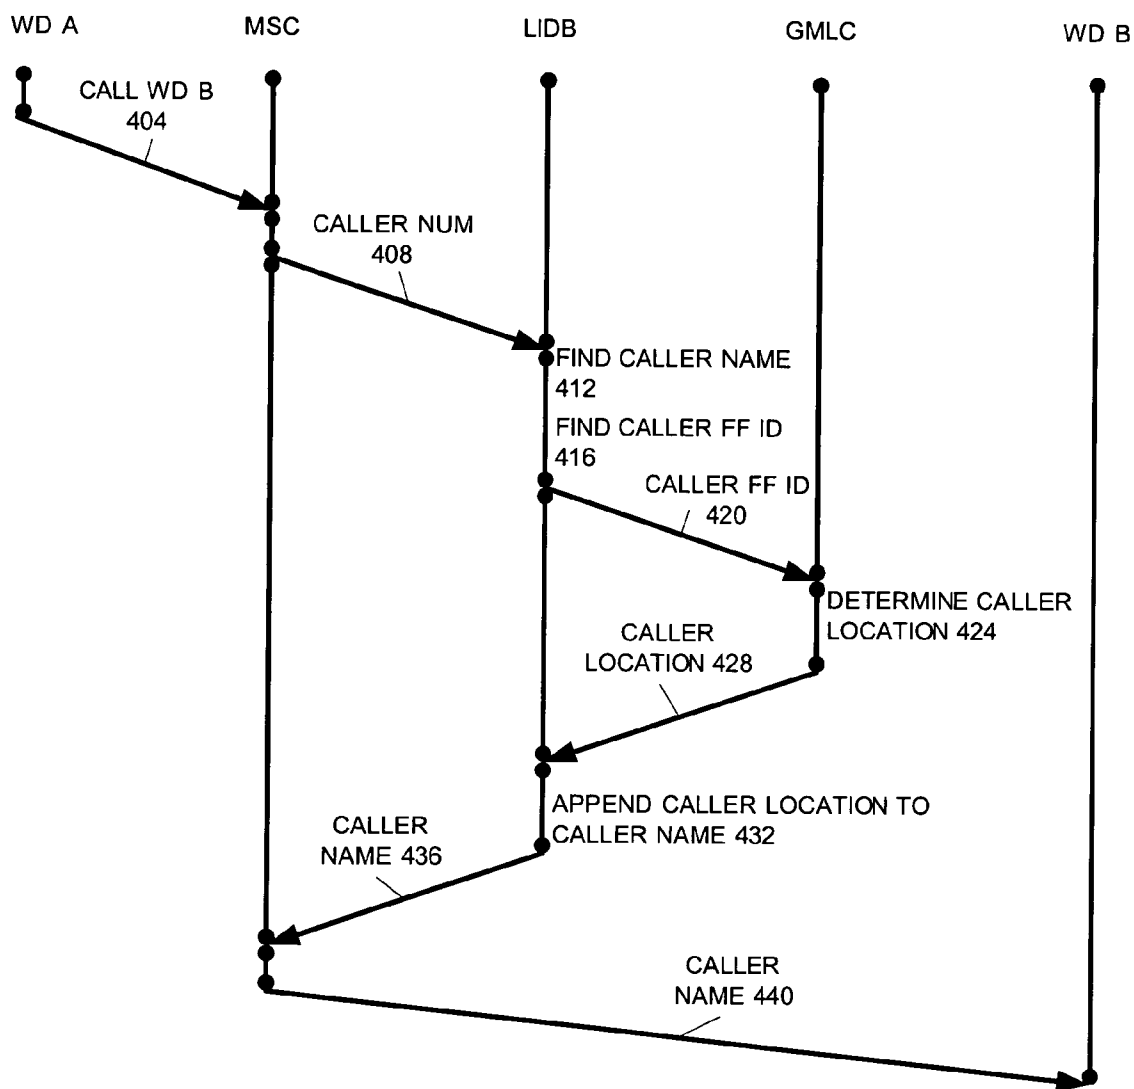 WD A
MSC
LIDB
GMLC
WD B
CALL WD B
404
CALLER NUM
408
FIND CALLER NAME
412
FIND CALLER FF ID
416
CALLER FF ID
420
DETERMINE CALLER
LOCATION 424
CALLER
LOCATION 428
APPEND CALLER LOCATION TO
CALLER NAME 432
CALLER
NAME 436
CALLER
NAME 440